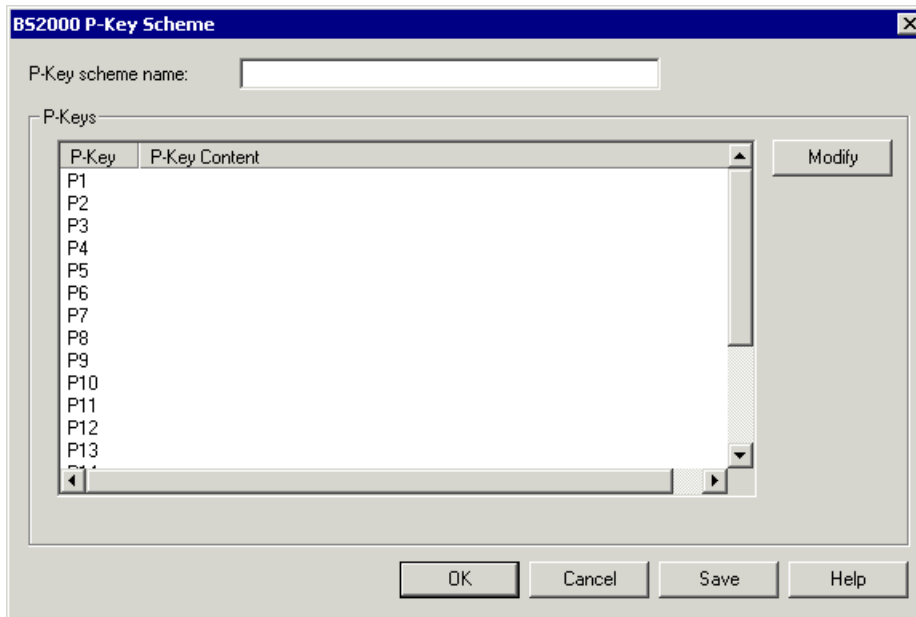 BS2000 P-Key Scheme
P-Key scheme name:
P-Keys
P-Key P-Key Content
Modify
P1
P2
P3
P4
P5
P6
P7
P8
P9
P10
P11
P12
P13
OK Cancel Save Help